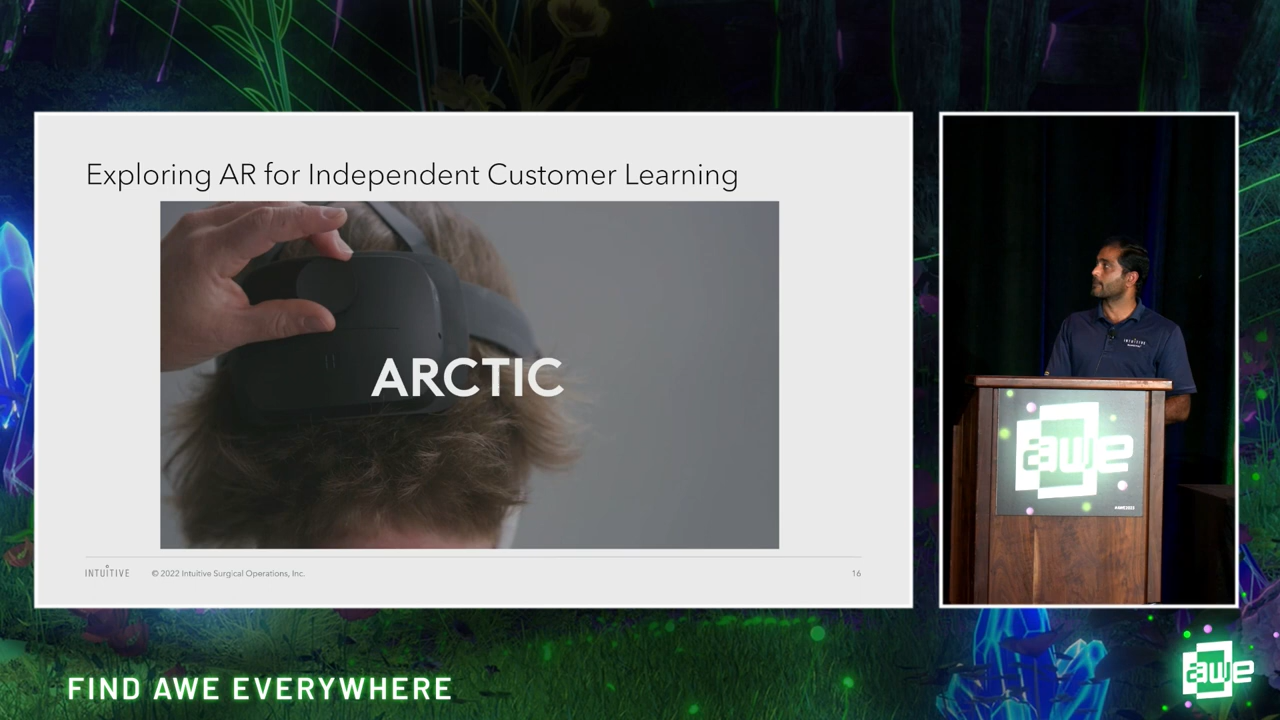 Exploring AR for Independent Customer Learning
ARCTIC
INTUITIVE
© 2022 Intuitive Surgical Operations, Inc.
16
INTUITIVE
awe
FIND AWE EVERYWHERE
awe